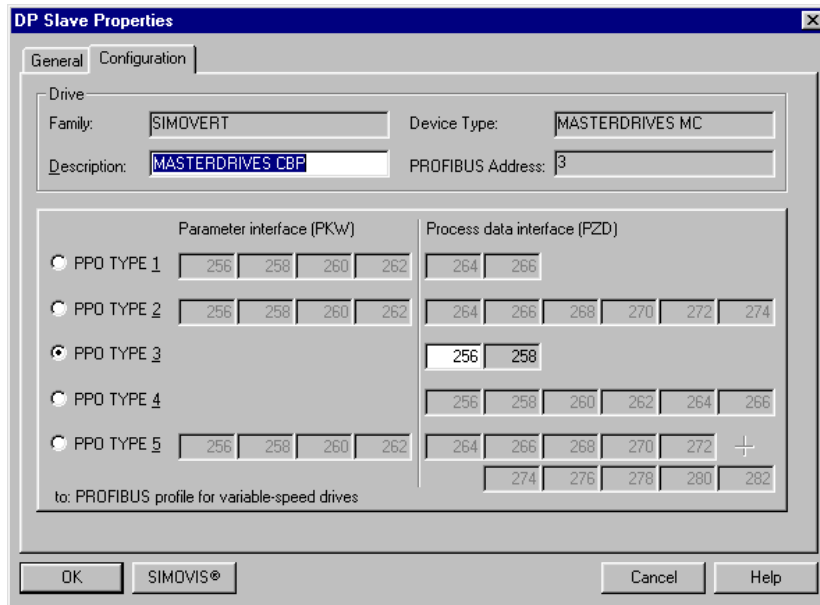 DP Slave Properties
General Configuration
Drive
Family: SIMOVERT Device Type: MASTERDRIVES MC
Description: MASTERDRIVES CBP PROFIBUS Address: 3
Parameter interface (PKW) Process data interface (PZD)
PPO TYPE 1 256 258 260 262 264 266
PPO TYPE 2 256 258 260 262 264 266 268 270 272 274
PPO TYPE 3 256 258
PPO TYPE 4 256 258 260 262 264 266
PPO TYPE 5 256 258 260 262 264 266 268 270 272 +
274 276 278 280 282
to: PROFIBUS profile for variable-speed drives
OK SIMOVIS® Cancel Help